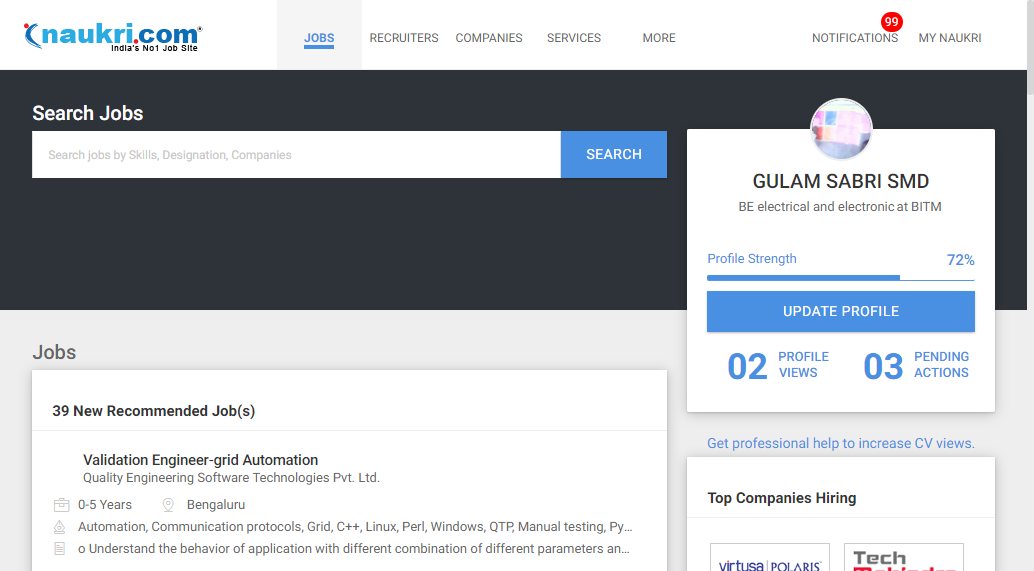 naukri.com
India's No1 Job Site
JOBS
RECRUITERS
COMPANIES
SERVICES
MORE
NOTIFICATIONS
99
MY NAUKRI
Search Jobs
Search jobs by Skills, Designation, Companies
SEARCH
GULAM SABRI SMD
BE electrical and electronic at BITM
Profile Strength
72%
UPDATE PROFILE
02
PROFILE
VIEWS
03
PENDING
ACTIONS
Get professional help to increase CV views.
Jobs
39 New Recommended Job(s)
Validation Engineer-grid Automation
Quality Engineering Software Technologies Pvt. Ltd.
0-5 Years
Bengaluru
Automation, Communication protocols, Grid, C++, Linux, Perl, Windows, QTP, Manual testing, Py...
o Understand the behavior of application with different combination of different parameters an...
Top Companies Hiring
virtusa POLARIS
Tech
Mahindra